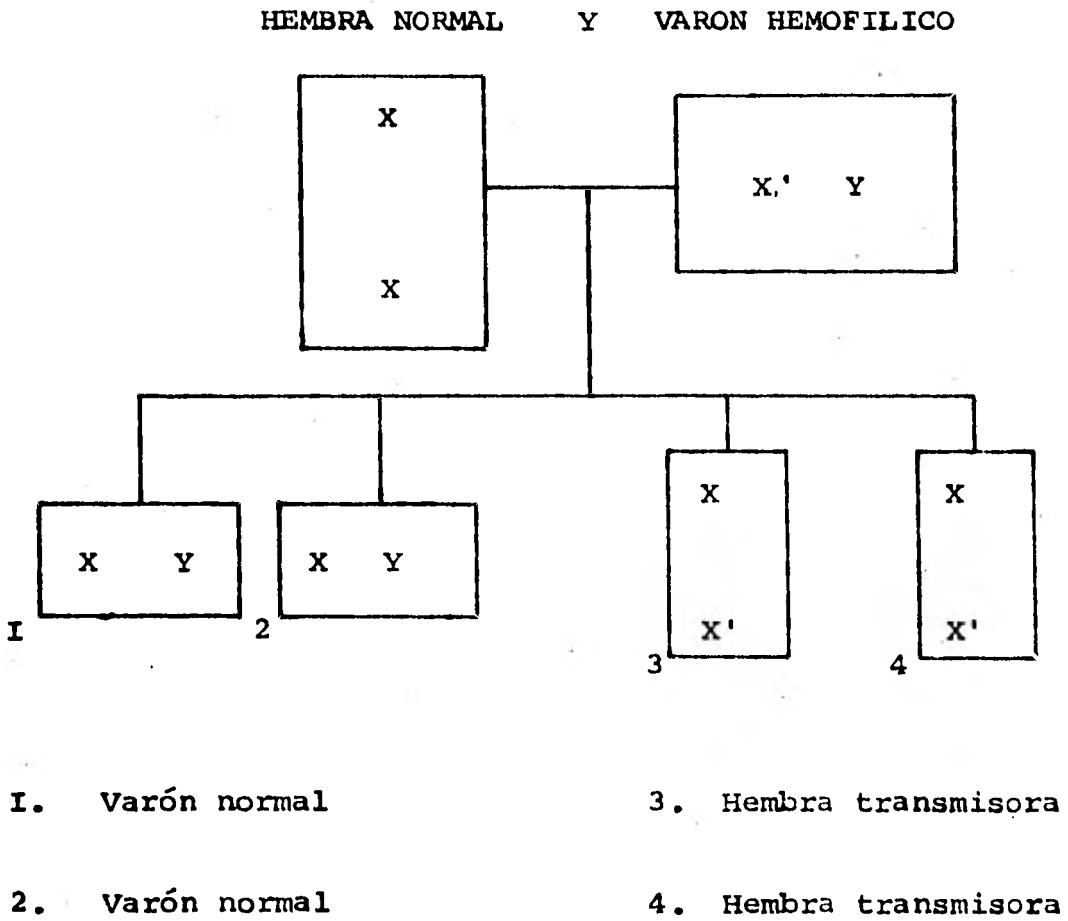 HEMBRA NORMAL Y VARON HEMOFILICO
X
X,' Y
X
X X
X Y X Y
X' X'
I 2
3 4
I. Varón normal 3. Hembra transmisora
2. Varón normal 4. Hembra transmisora